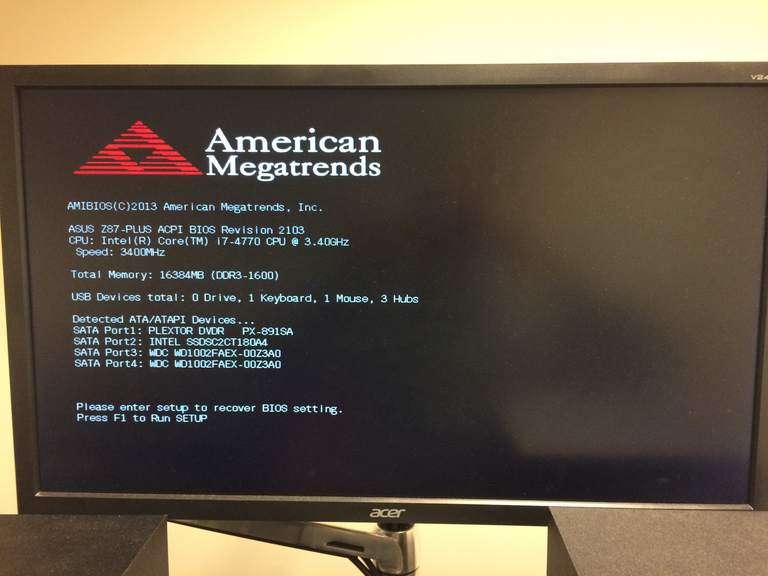 V24
American
Megatrends
AMIBIOS(C)2013 American Megatrends, Inc.
ASUS Z87-PLUS ACPI BIOS Revision 2103
CPU: Intel(R) Core(TM) i7-4770 CPU @ 3.40GHz
Speed: 3400MHz
Total Memory: 16384MB (DDR3-1600)
USB Devices total: 0 Drive, 1 Keyboard, 1 Mouse, 3 Hubs
Detected ATA/ATAPI Devices...
SATA Port1: PLEXTOR DVDR PX-891SA
SATA Port2: INTEL SSDSC2CT180A4
SATA Port3: WDC WD1002FAEX-00Z3A0
SATA Port4: WDC WD1002FAEX-00Z3A0
Please enter setup to recover BIOS setting.
Press F1 to Run SETUP
acer